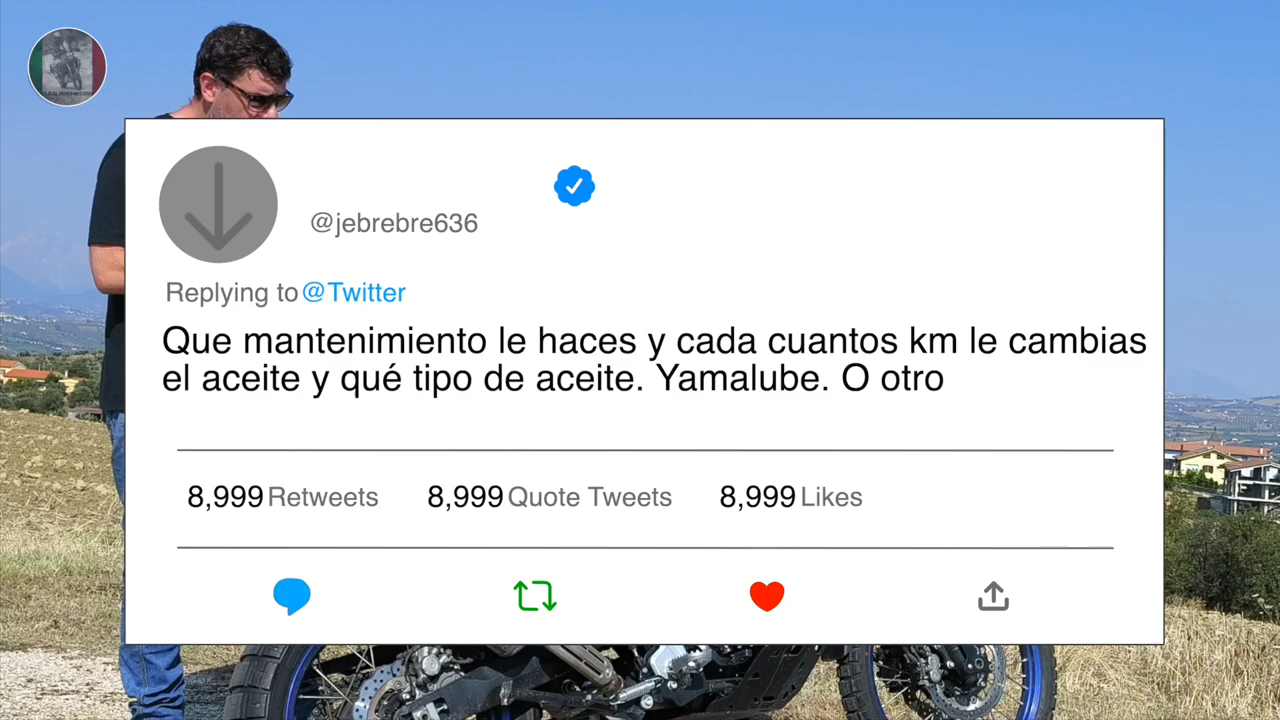 @jebrebre636
Replying to @Twitter
Que mantenimiento le haces y cada cuantos km le cambias
el aceite y qué tipo de aceite. Yamalube. O otro
8,999 Retweets 8,999 Quote Tweets 8,999 Likes